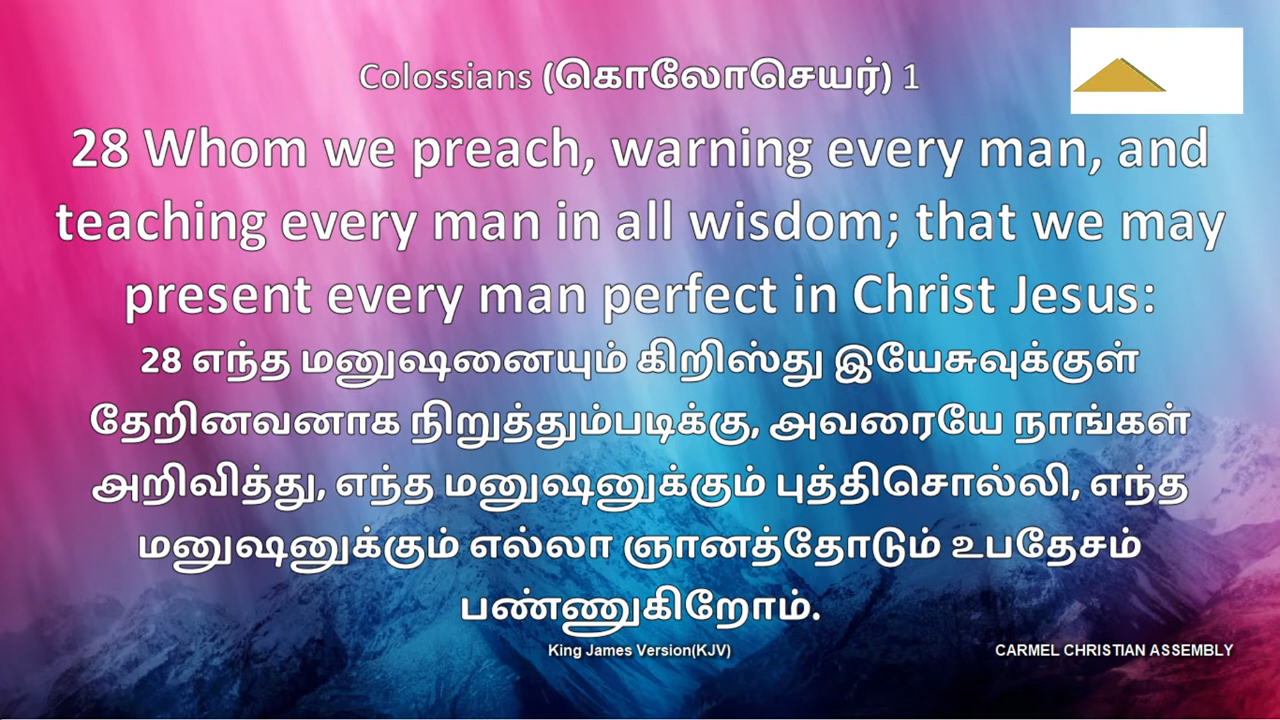 Colossians (கொலோசெயர்) 1
28 Whom we preach, warning every man, and
teaching every man in all wisdom; that we may
present every man perfect in Christ Jesus:
28 எந்த மனுஷனையும் கிறிஸ்து இயேசுவுக்குள்
தேறினவனாக நிறுத்தும்படிக்கு, அவரையே நாங்கள்
அறிவித்து, எந்த மனுஷனுக்கும் புத்திசொல்லி, எந்த
மனுஷனுக்கும் எல்லா ஞானத்தோடும் உபதேசம்
பண்ணுகிறோம்.
King James Version(KJV)
CARMEL CHRISTIAN ASSEMBLY